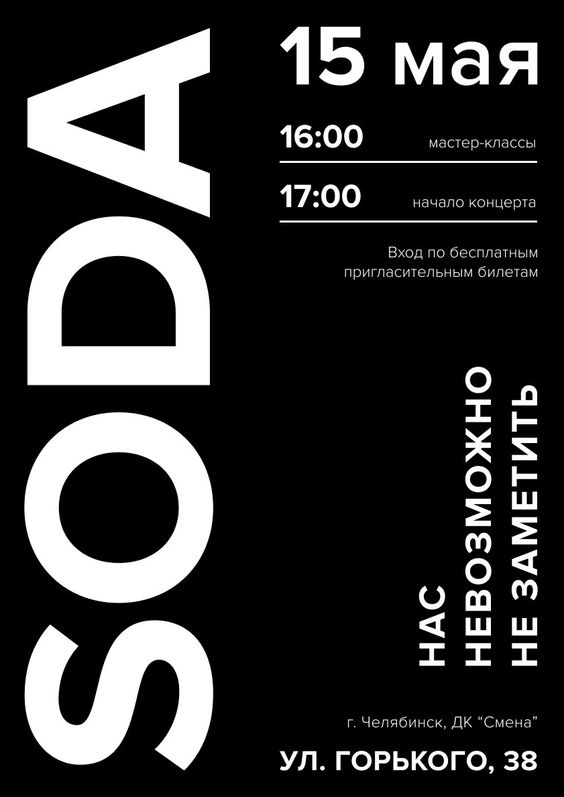 SODA
15 мая
16:00 мастер-классы
17:00 начало концерта
Вход по бесплатным
пригласительным билетам
НАС
НЕВОЗМОЖНО
НЕ ЗАМЕТИТЬ
г. Челябинск, ДК “Смена”
УЛ. ГОРЬКОГО, 38